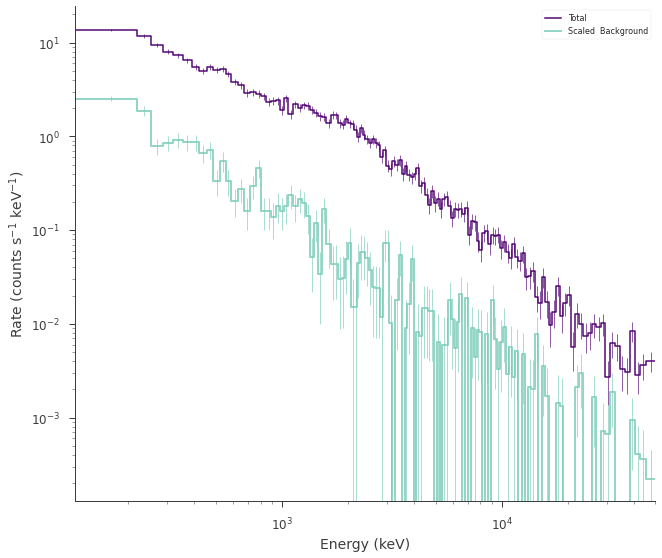 Total
Scaled  Background
10¹
10⁰
10⁻¹
10⁻²
10⁻³
Rate (counts s⁻¹ keV⁻¹)
10³
10⁴
Energy (keV)